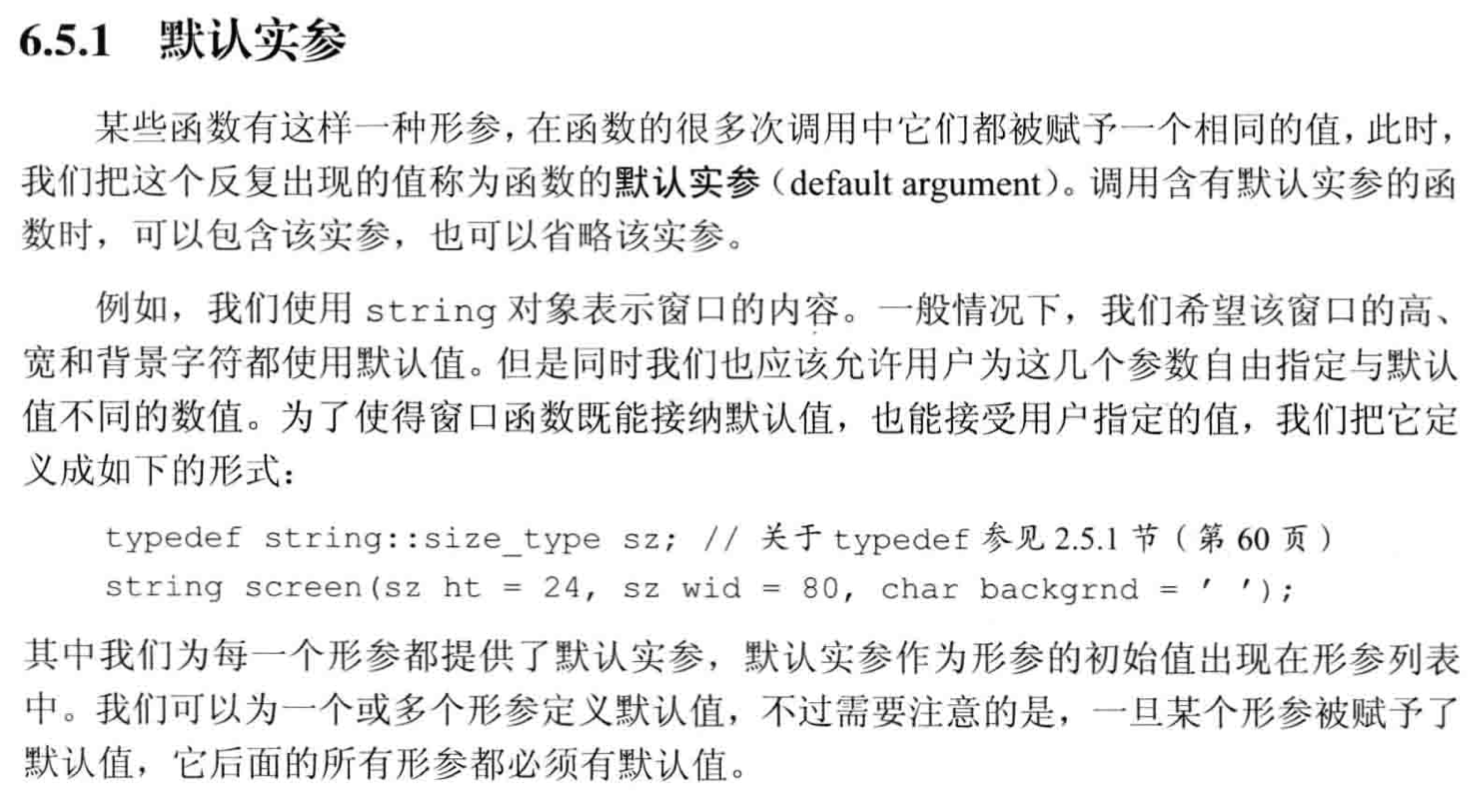 6.5.1 默认实参
某些函数有这样一种形参，在函数的很多次调用中它们都被赋予一个相同的值，此时，
我们把这个反复出现的值称为函数的默认实参（default argument）。调用含有默认实参的函
数时，可以包含该实参，也可以省略该实参。
例如，我们使用 string 对象表示窗口的内容。一般情况下，我们希望该窗口的高、
宽和背景字符都使用默认值。但是同时我们也应该允许用户为这几个参数自由指定与默认
值不同的数值。为了使得窗口函数既能接纳默认值，也能接受用户指定的值，我们把它定
义成如下的形式：
typedef string::size_type sz; // 关于 typedef 参见 2.5.1 节（第 60 页）
string screen(sz ht = 24, sz wid = 80, char backgrnd = ' ');
其中我们为每一个形参都提供了默认实参，默认实参作为形参的初始值出现在形参列表
中。我们可以为一个或多个形参定义默认值，不过需要注意的是，一旦某个形参被赋予了
默认值，它后面的所有形参都必须有默认值。